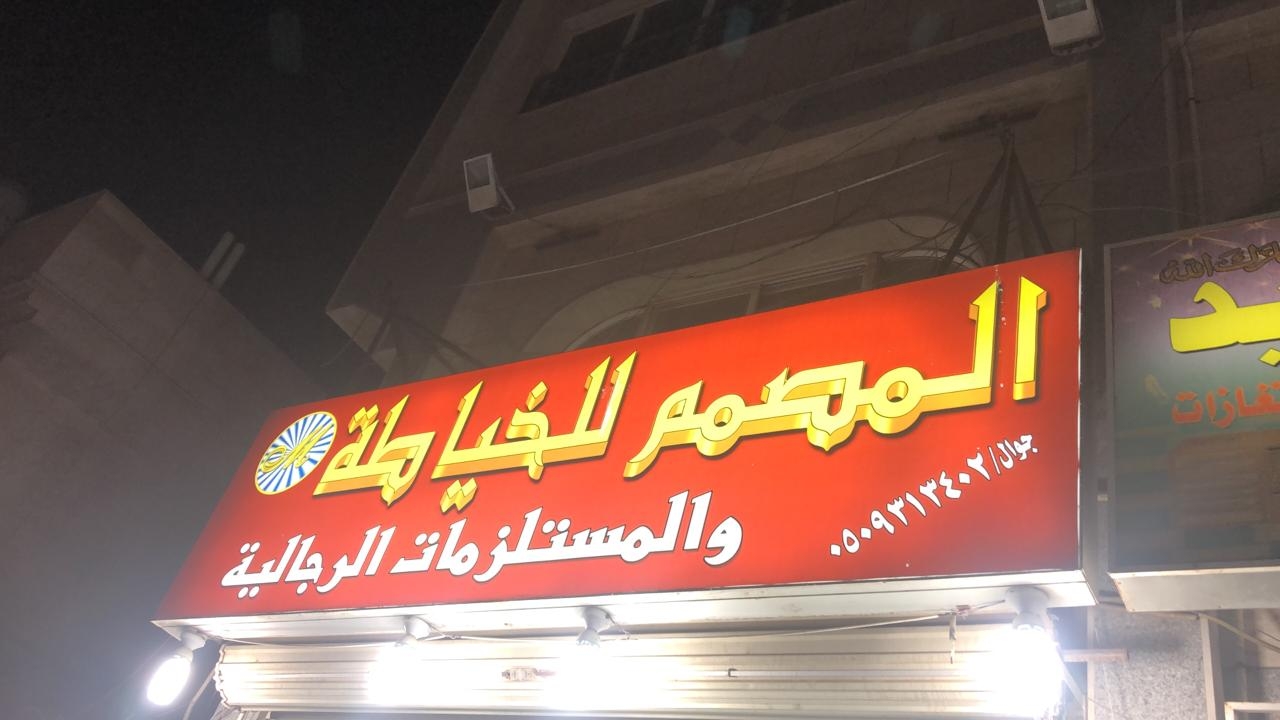 المصمم للخياطة
والمستلزمات الرجالية
جوال/٠٥٠٩٣١٣٤٠٢